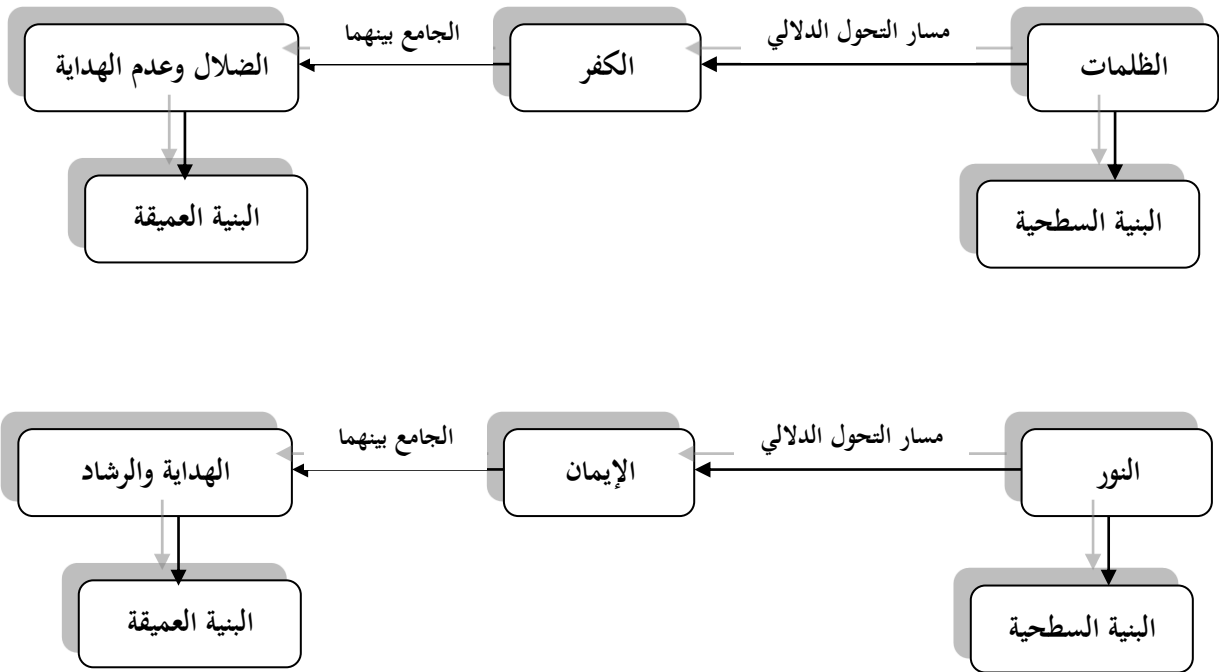 الظلمات
مسار التحول الدلالي
الكفر
الجامع بينهما
الضلال وعدم الهداية
البنية السطحية
البنية العميقة
النور
مسار التحول الدلالي
الإيمان
الجامع بينهما
الهداية والرشاد
البنية السطحية
البنية العميقة